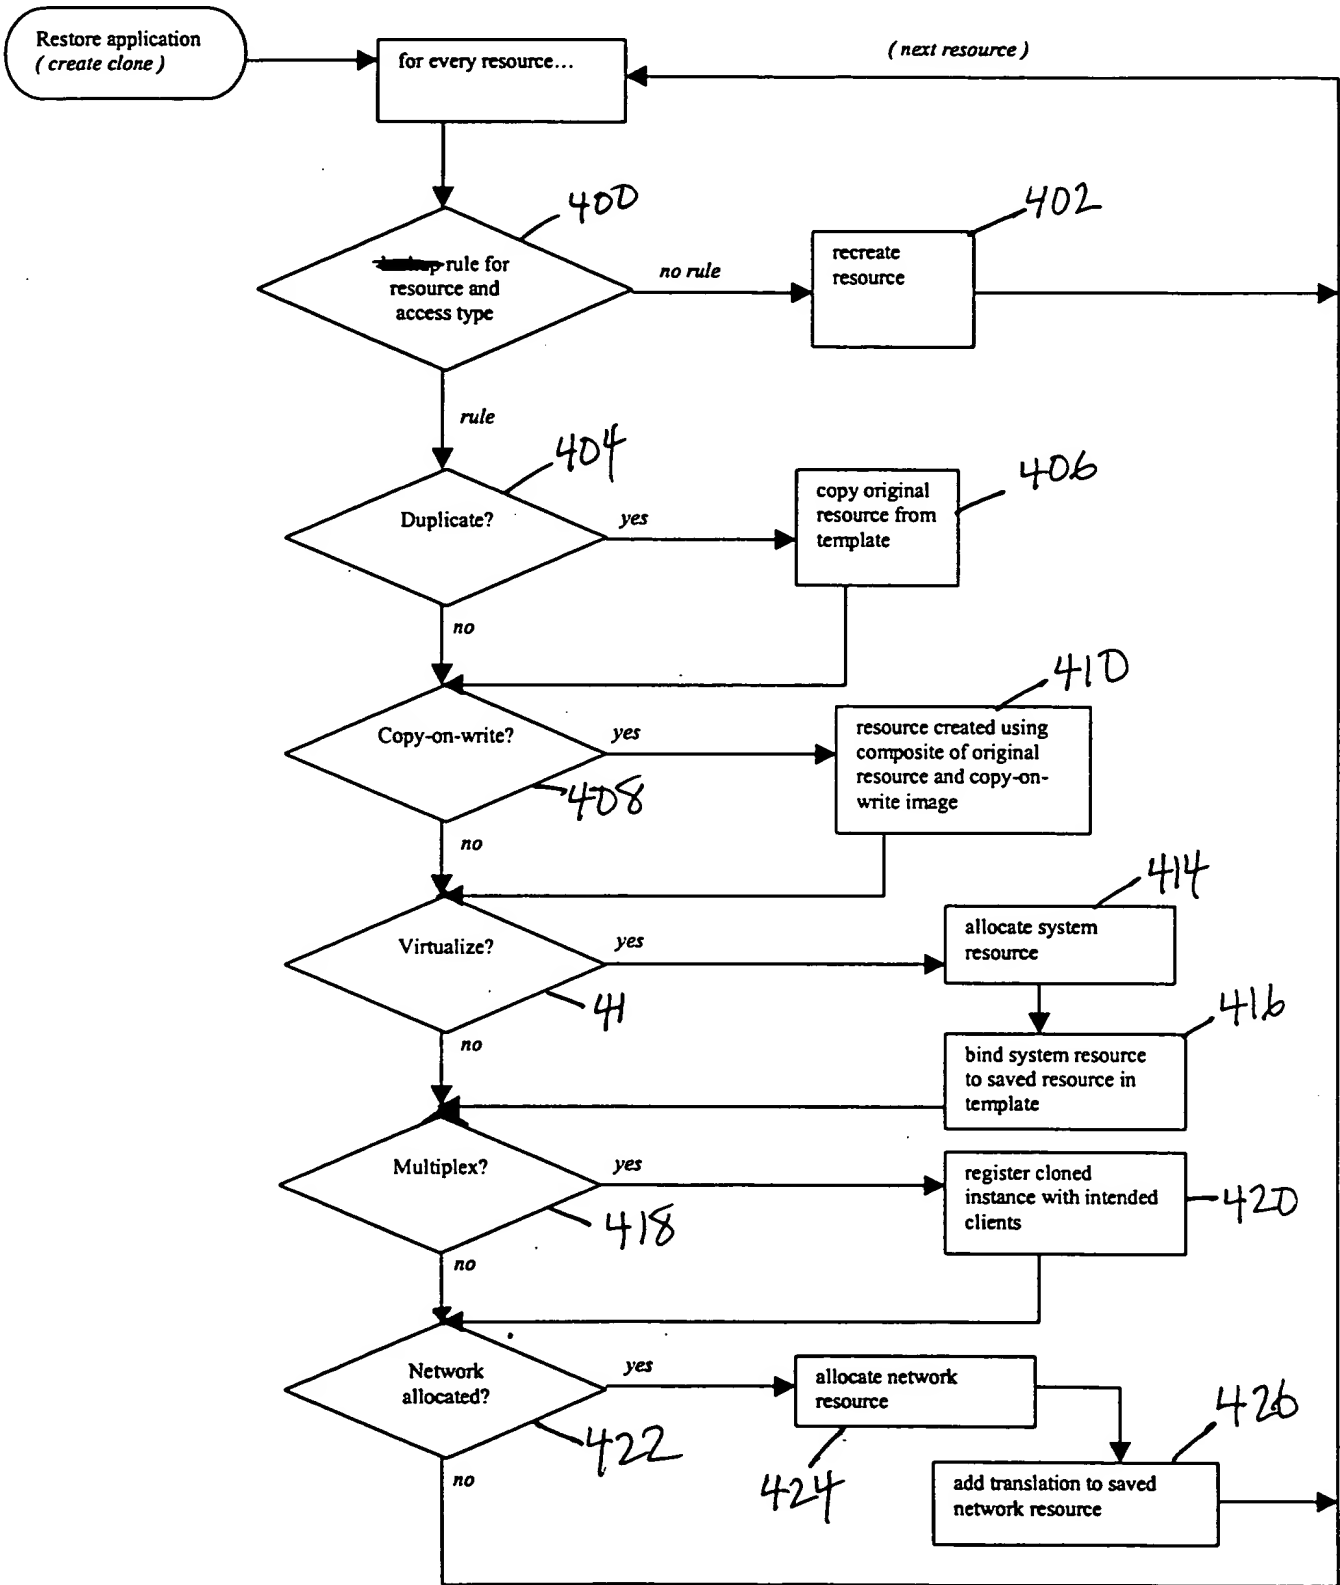 Restore application
( create clone )
for every resource...
( next resource )
400
402
rule for
resource and
access type
no rule
recreate
resource
rule
404
406
Duplicate?
yes
copy original
resource from
template
no
410
Copy-on-write?
yes
resource created using
composite of original
resource and copy-on-
write image
408
no
414
Virtualize?
yes
allocate system
resource
41
416
no
bind system resource
to saved resource in
template
Multiplex?
yes
register cloned
instance with intended
clients
420
418
no
Network
allocated?
yes
allocate network
resource
426
422
424
no
add translation to saved
network resource